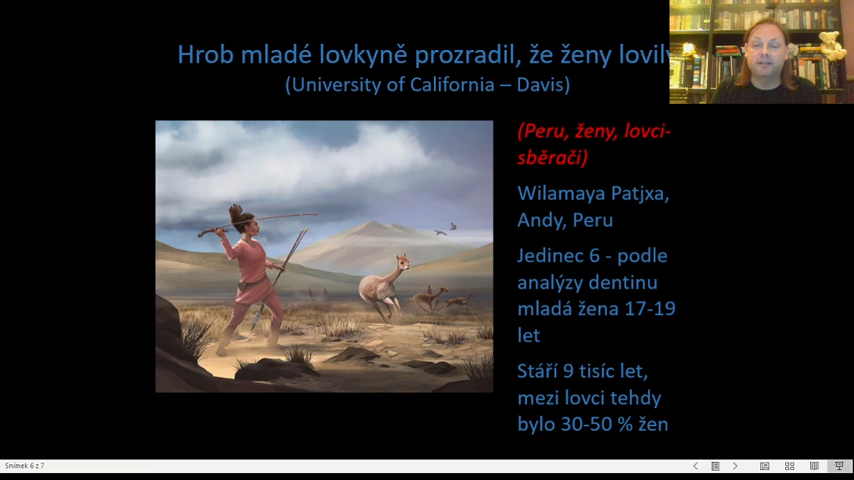 Hrob mladé lovkyně prozradil, že ženy lovily
(University of California – Davis)
(Peru, ženy, lovci-
sběrači)
Wilamaya Patjxa,
Andy, Peru
Jedinec 6 - podle
analýzy dentinu
mladá žena 17-19
let
Stáří 9 tisíc let,
mezi lovci tehdy
bylo 30-50 % žen
Snímek 6 z 7